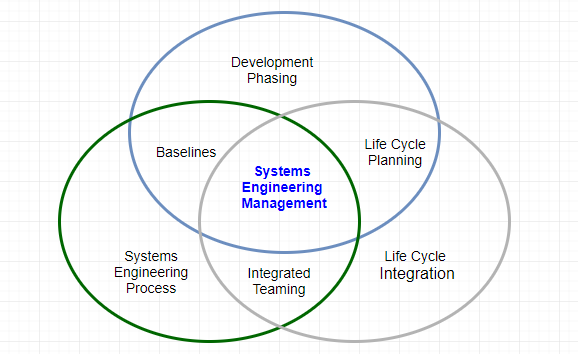 Development
Phasing
Baselines
Life Cycle
Planning
Systems
Engineering
Management
Systems
Engineering
Process
Integrated
Teaming
Life Cycle
Integration